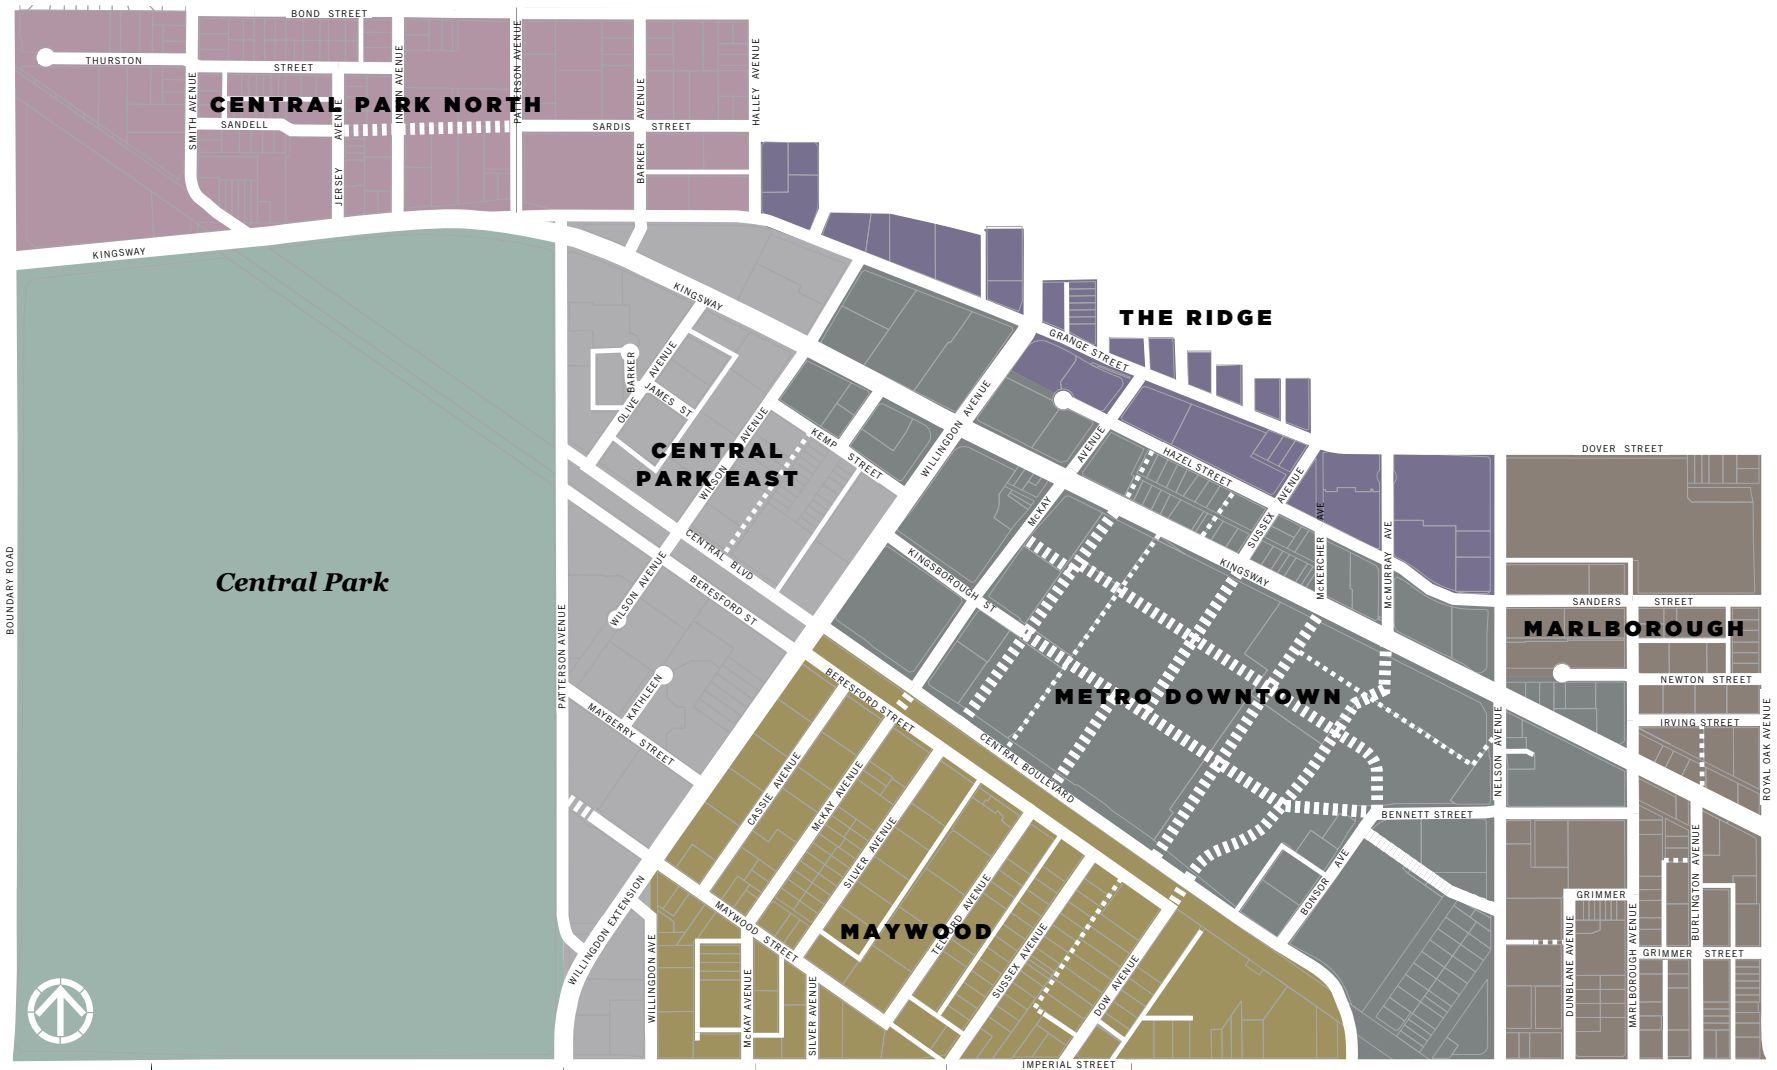 BOND STREET
THURSTON
STREET
SMITH AVENUE
INMAN AVENUE
PATTERSON AVENUE
HALLEY AVENUE
CENTRAL PARK NORTH
SANDELL
JERSEY AVENUE
BARKER AVENUE
SARDIS STREET
KINGSWAY
KINGSWAY
THE RIDGE
GRANGE STREET
BARKER
OLIVE AVENUE
JAMES ST
WILSON AVENUE
CENTRAL
PARK EAST
KEMP STREET
WILLINGDON AVENUE
McKAY AVENUE
HAZEL STREET
SUSSEX AVENUE
McKERCHER AVE
McMURRAY AVE
DOVER STREET
KINGSWAY
CENTRAL BLVD
BERESFORD ST
KINGSBOROUGH ST
BOUNDARY ROAD
Central Park
PATTERSON AVENUE
WILSON AVENUE
KATHLEEN
MAYBERRY STREET
SANDERS STREET
MARLBOROUGH
NEWTON STREET
IRVING STREET
METRO DOWNTOWN
BERESFORD STREET
CENTRAL BOULEVARD
NELSON AVENUE
ROYAL OAK AVENUE
BENNETT STREET
BONSOR AVE
CASSIE AVENUE
McKAY AVENUE
SILVER AVENUE
TELFORD AVENUE
MAYWOOD
MAYWOOD STREET
SUSSEX AVENUE
DOW AVENUE
WILLINGDON EXTENSION
WILLINGDON AVE
McKAY AVENUE
SILVER AVENUE
IMPERIAL STREET
GRIMMER
DUNBLANE AVENUE
MARLBOROUGH AVENUE
BURLINGTON AVENUE
GRIMMER STREET